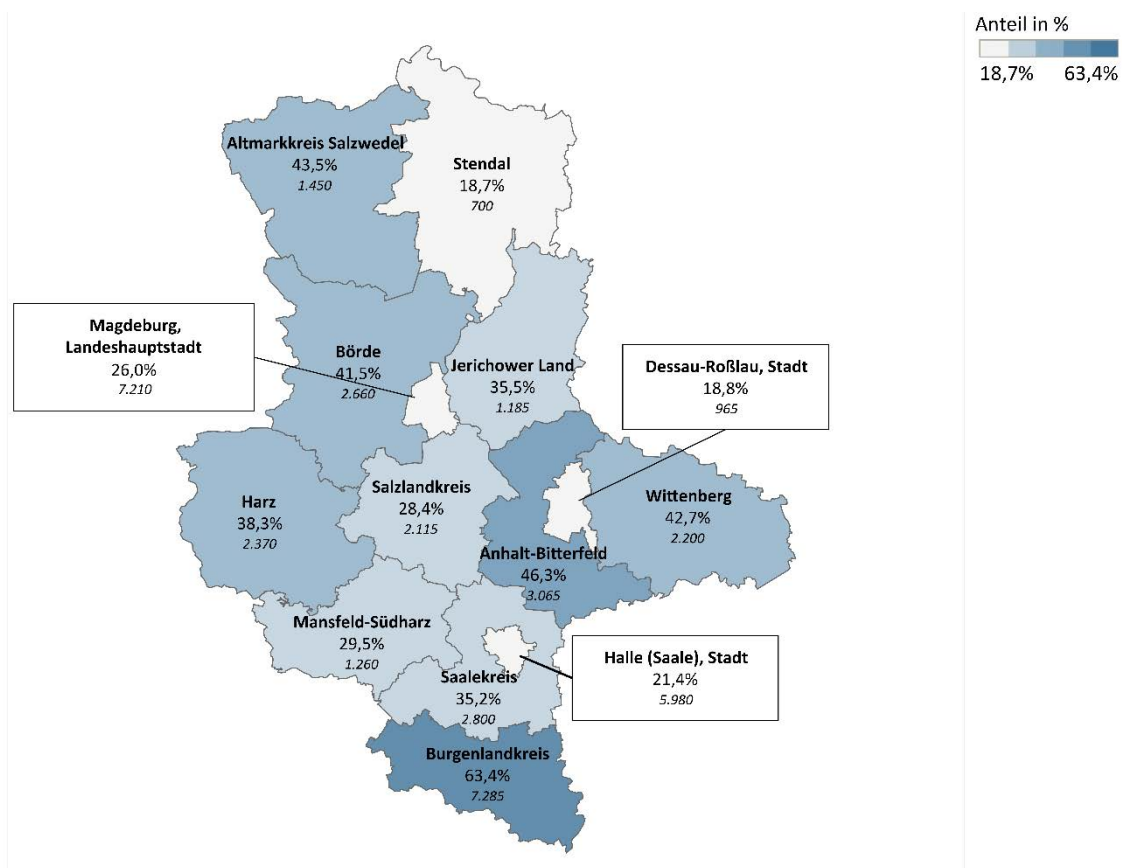 Anteil in %
18,7% 63,4%
Altmarkkreis Salzwedel
43,5%
1.450
Stendal
18,7%
700
Magdeburg,
Landeshauptstadt
26,0%
7.210
Börde
41,5%
2.660
Jerichower Land
35,5%
1.185
Dessau-Roßlau, Stadt
18,8%
965
Harz
38,3%
2.370
Salzlandkreis
28,4%
2.115
Wittenberg
42,7%
2.200
Anhalt-Bitterfeld
46,3%
3.065
Mansfeld-Südharz
29,5%
1.260
Saalekreis
35,2%
2.800
Halle (Saale), Stadt
21,4%
5.980
Burgenlandkreis
63,4%
7.285